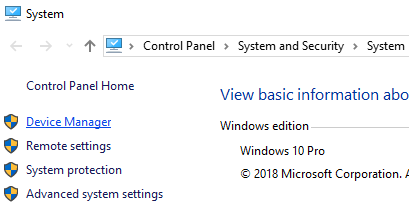 System
Control Panel > System and Security > System
Control Panel Home
Device Manager
Remote settings
System protection
Advanced system settings
View basic information abo
Windows edition
Windows 10 Pro
© 2018 Microsoft Corporation. A